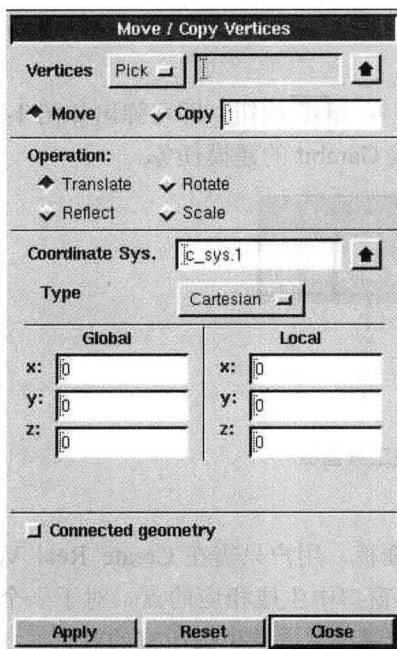 Move / Copy Vertices
Vertices Pick
Move Copy 1
Operation:
Translate Rotate
Reflect Scale
Coordinate Sys. c_sys.1
Type Cartesian
Global Local
x: 0 x: 0
y: 0 y: 0
z: 0 z: 0
Connected geometry
Apply Reset Close